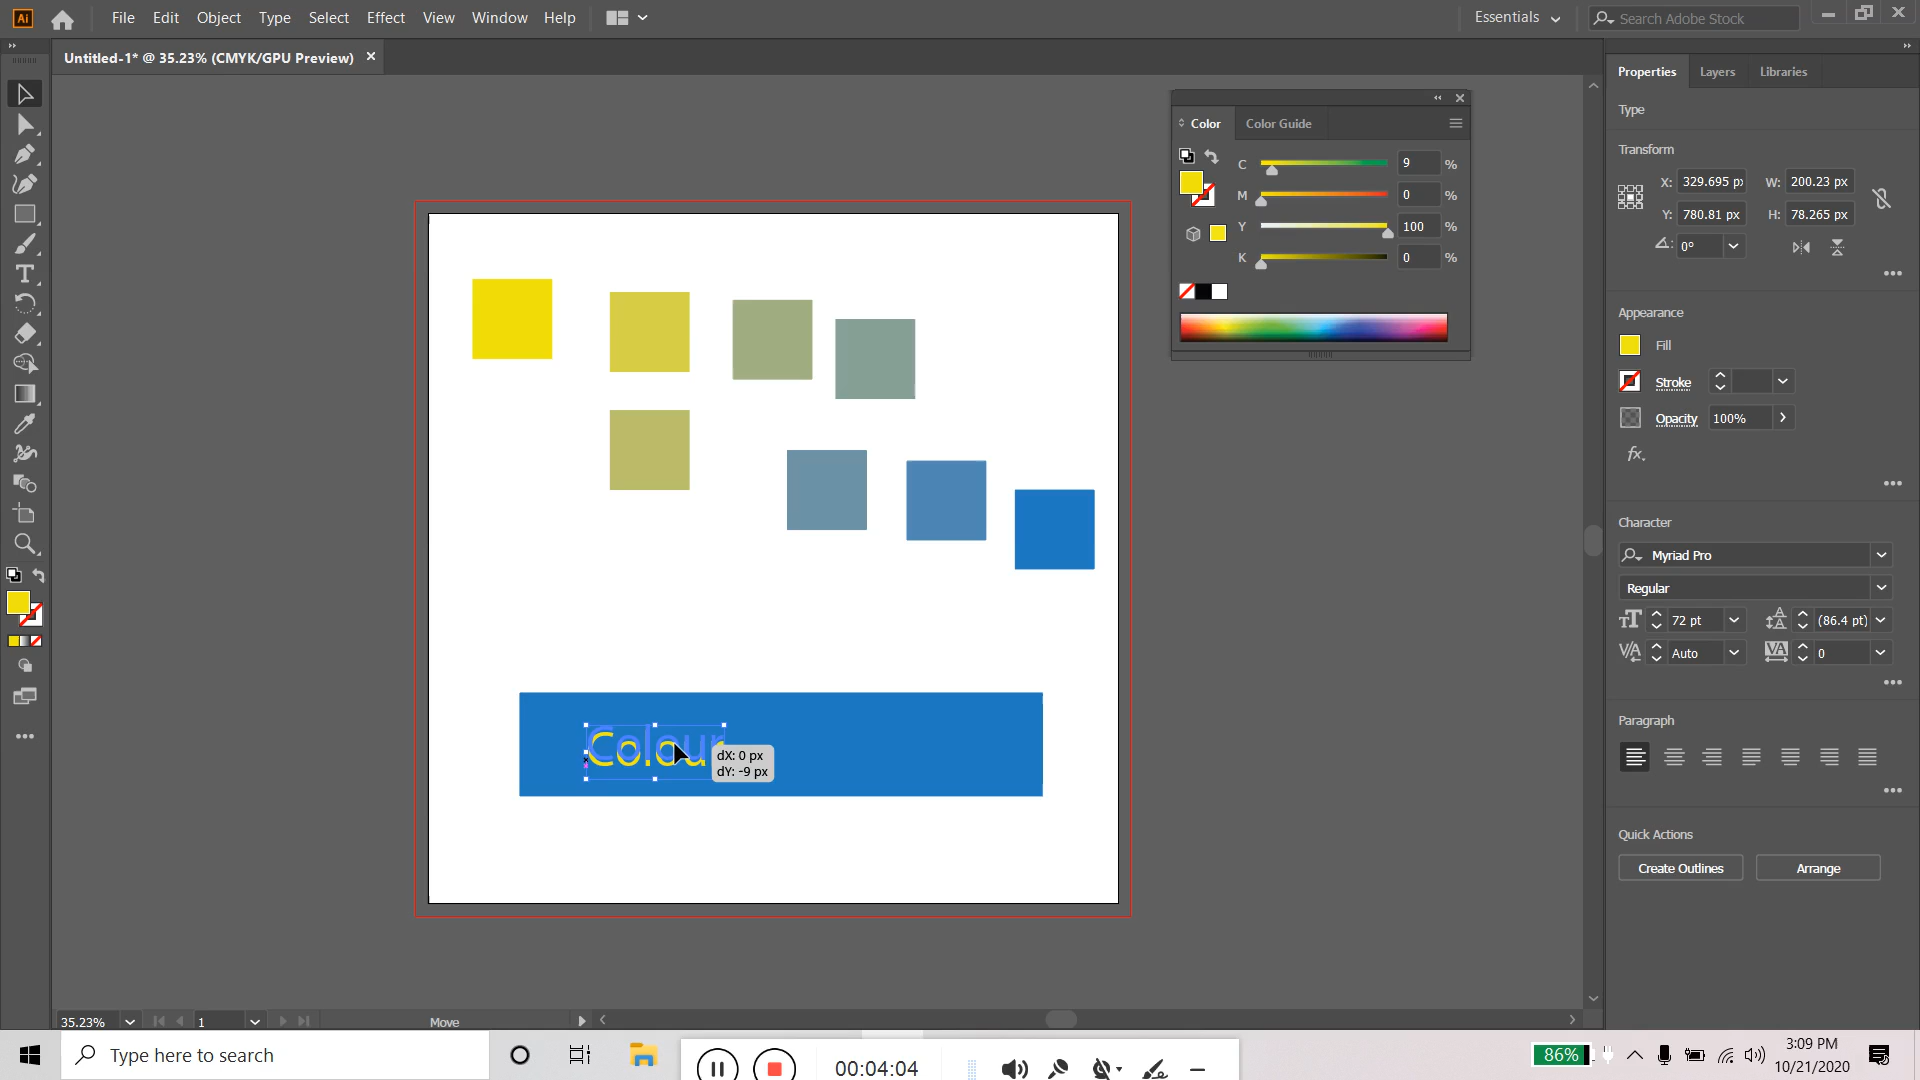 Ai File Edit Object Type Select Effect View Window Help Essentials Search Adobe Stock
Untitled-1* @ 35.23% (CMYK/GPU Preview)
Properties Layers Libraries
Color Color Guide
Type
C 9 %
M 0 %
Y 100 %
K 0 %
Transform
X: 329.695 px W: 200.23 px
Y: 780.81 px H: 78.265 px
0°
Appearance
Fill
Stroke
Opacity 100%
fx.
Character
Myriad Pro
Regular
72 pt (86.4 pt)
Auto 0
Paragraph
Quick Actions
Create Outlines Arrange
Colour
dX: 0 px
dY: -9 px
35.23% 1 Move
Type here to search
00:04:04
86%
3:09 PM
10/21/2020